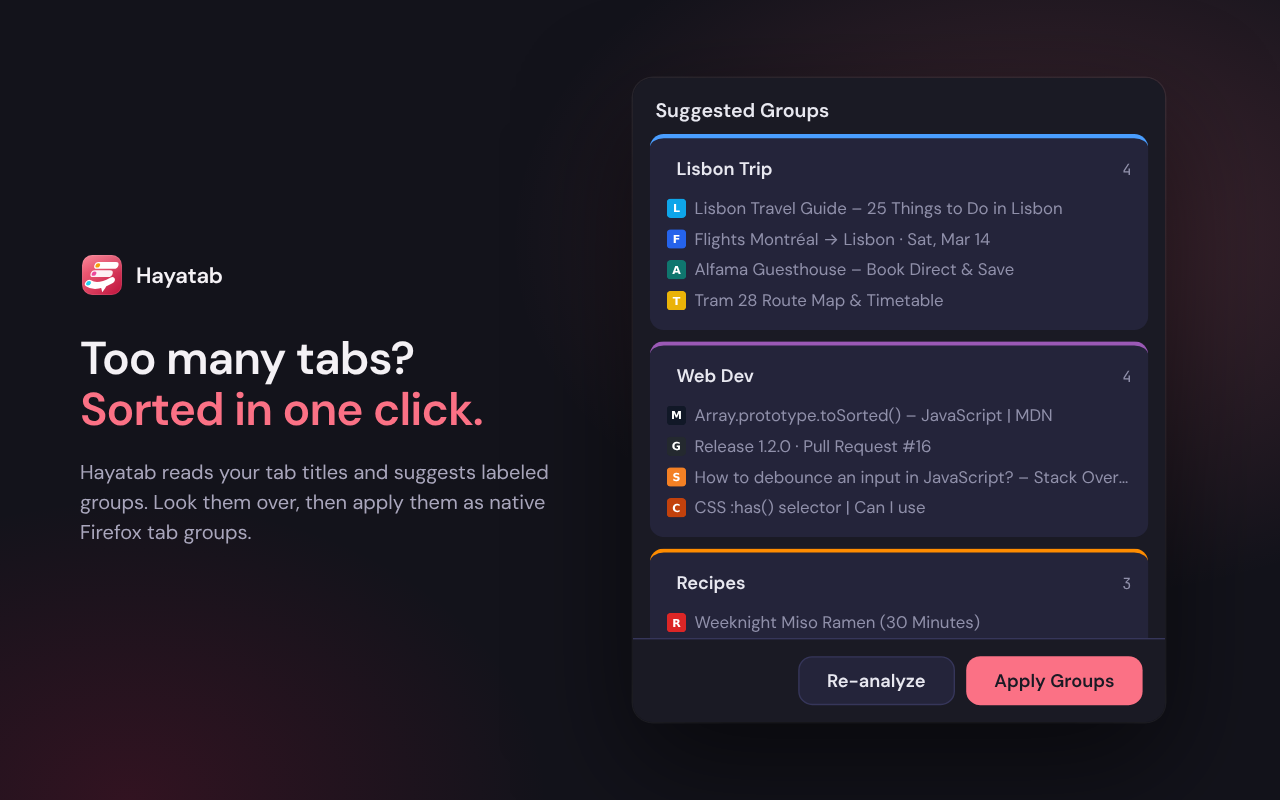 Hayatab
Too many tabs?
Sorted in one click.
Hayatab reads your tab titles and suggests labeled
groups. Look them over, then apply them as native
Firefox tab groups.
Suggested Groups
Lisbon Trip 4
L Lisbon Travel Guide – 25 Things to Do in Lisbon
F Flights Montréal → Lisbon · Sat, Mar 14
A Alfama Guesthouse – Book Direct & Save
T Tram 28 Route Map & Timetable
Web Dev 4
M Array.prototype.toSorted() – JavaScript | MDN
G Release 1.2.0 · Pull Request #16
S How to debounce an input in JavaScript? – Stack Over...
C CSS :has() selector | Can I use
Recipes 3
R Weeknight Miso Ramen (30 Minutes)
Re-analyze Apply Groups